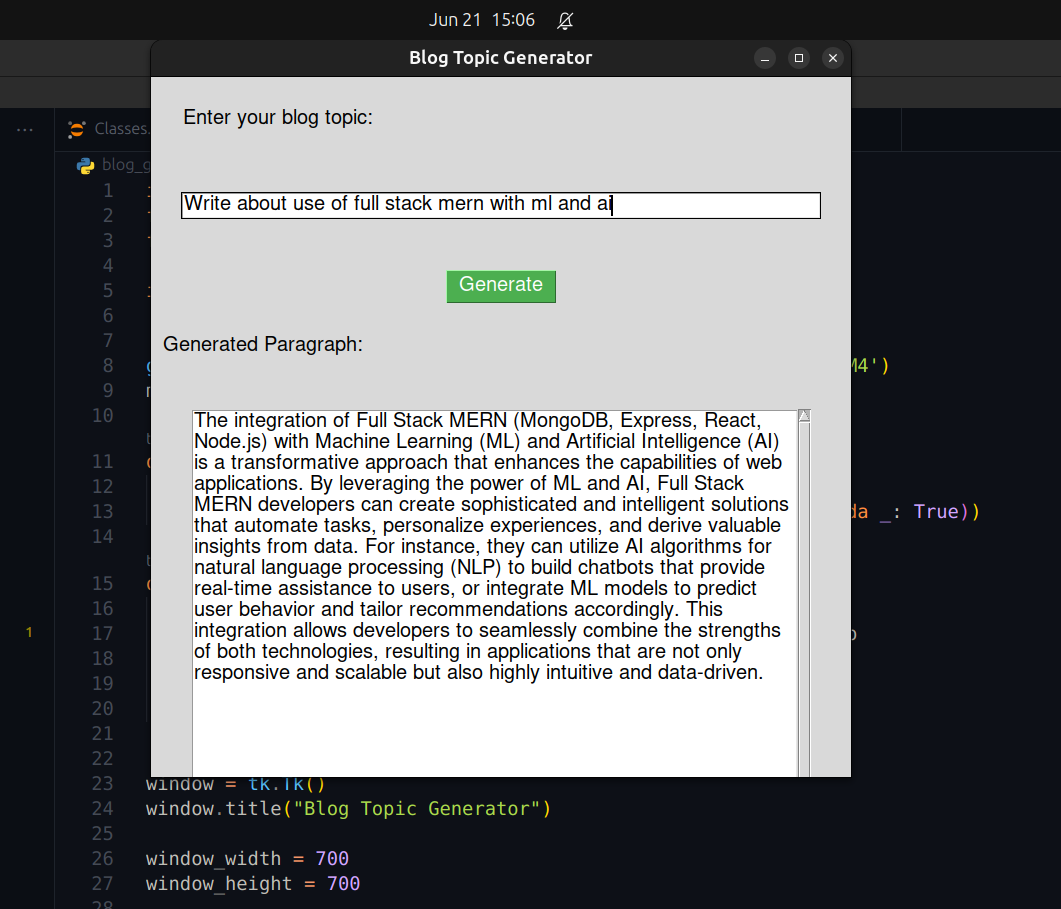 Jun 21 15:06
Blog Topic Generator
Enter your blog topic:
Write about use of full stack mern with ml and ai
Generate
Generated Paragraph:
The integration of Full Stack MERN (MongoDB, Express, React,
Node.js) with Machine Learning (ML) and Artificial Intelligence (AI)
is a transformative approach that enhances the capabilities of web
applications. By leveraging the power of ML and AI, Full Stack
MERN developers can create sophisticated and intelligent solutions
that automate tasks, personalize experiences, and derive valuable
insights from data. For instance, they can utilize AI algorithms for
natural language processing (NLP) to build chatbots that provide
real-time assistance to users, or integrate ML models to predict
user behavior and tailor recommendations accordingly. This
integration allows developers to seamlessly combine the strengths
of both technologies, resulting in applications that are not only
responsive and scalable but also highly intuitive and data-driven.
...
Classes.
blog_g
1
2
3
4
5
6
7
8 M4')
9
10
11
12
13 da _: True))
14
15
16
1 17
18
19
20
21
22
23 window = tk.Tk()
24 window.title("Blog Topic Generator")
25
26 window_width = 700
27 window_height = 700
28